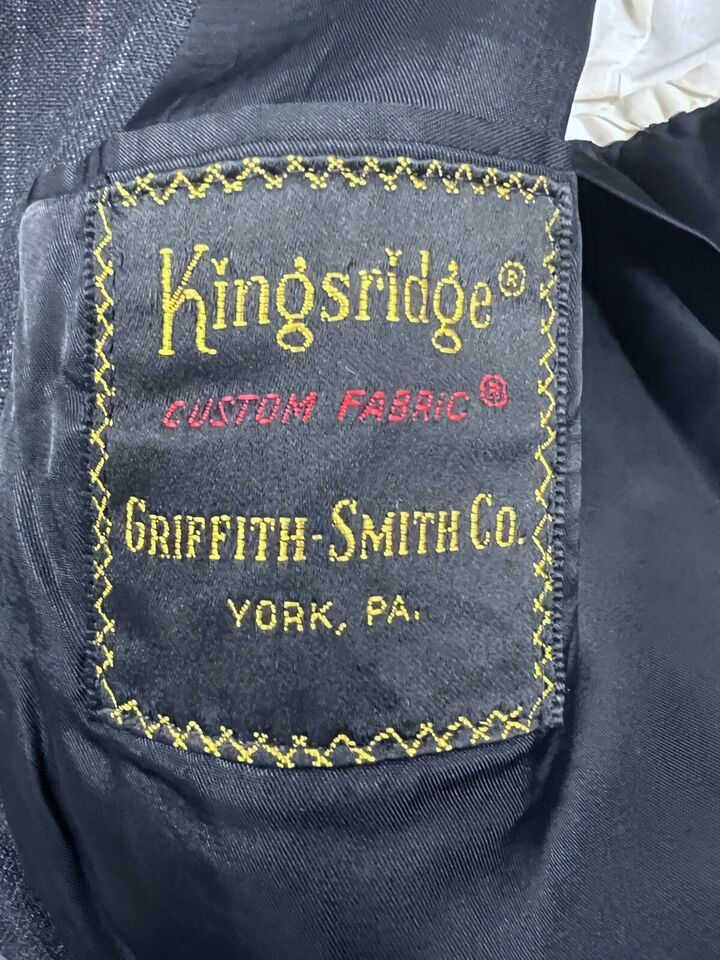 Kingsridge®
CUSTOM FABRIC®
GRIFFITH-SMITH CO.
YORK, PA.